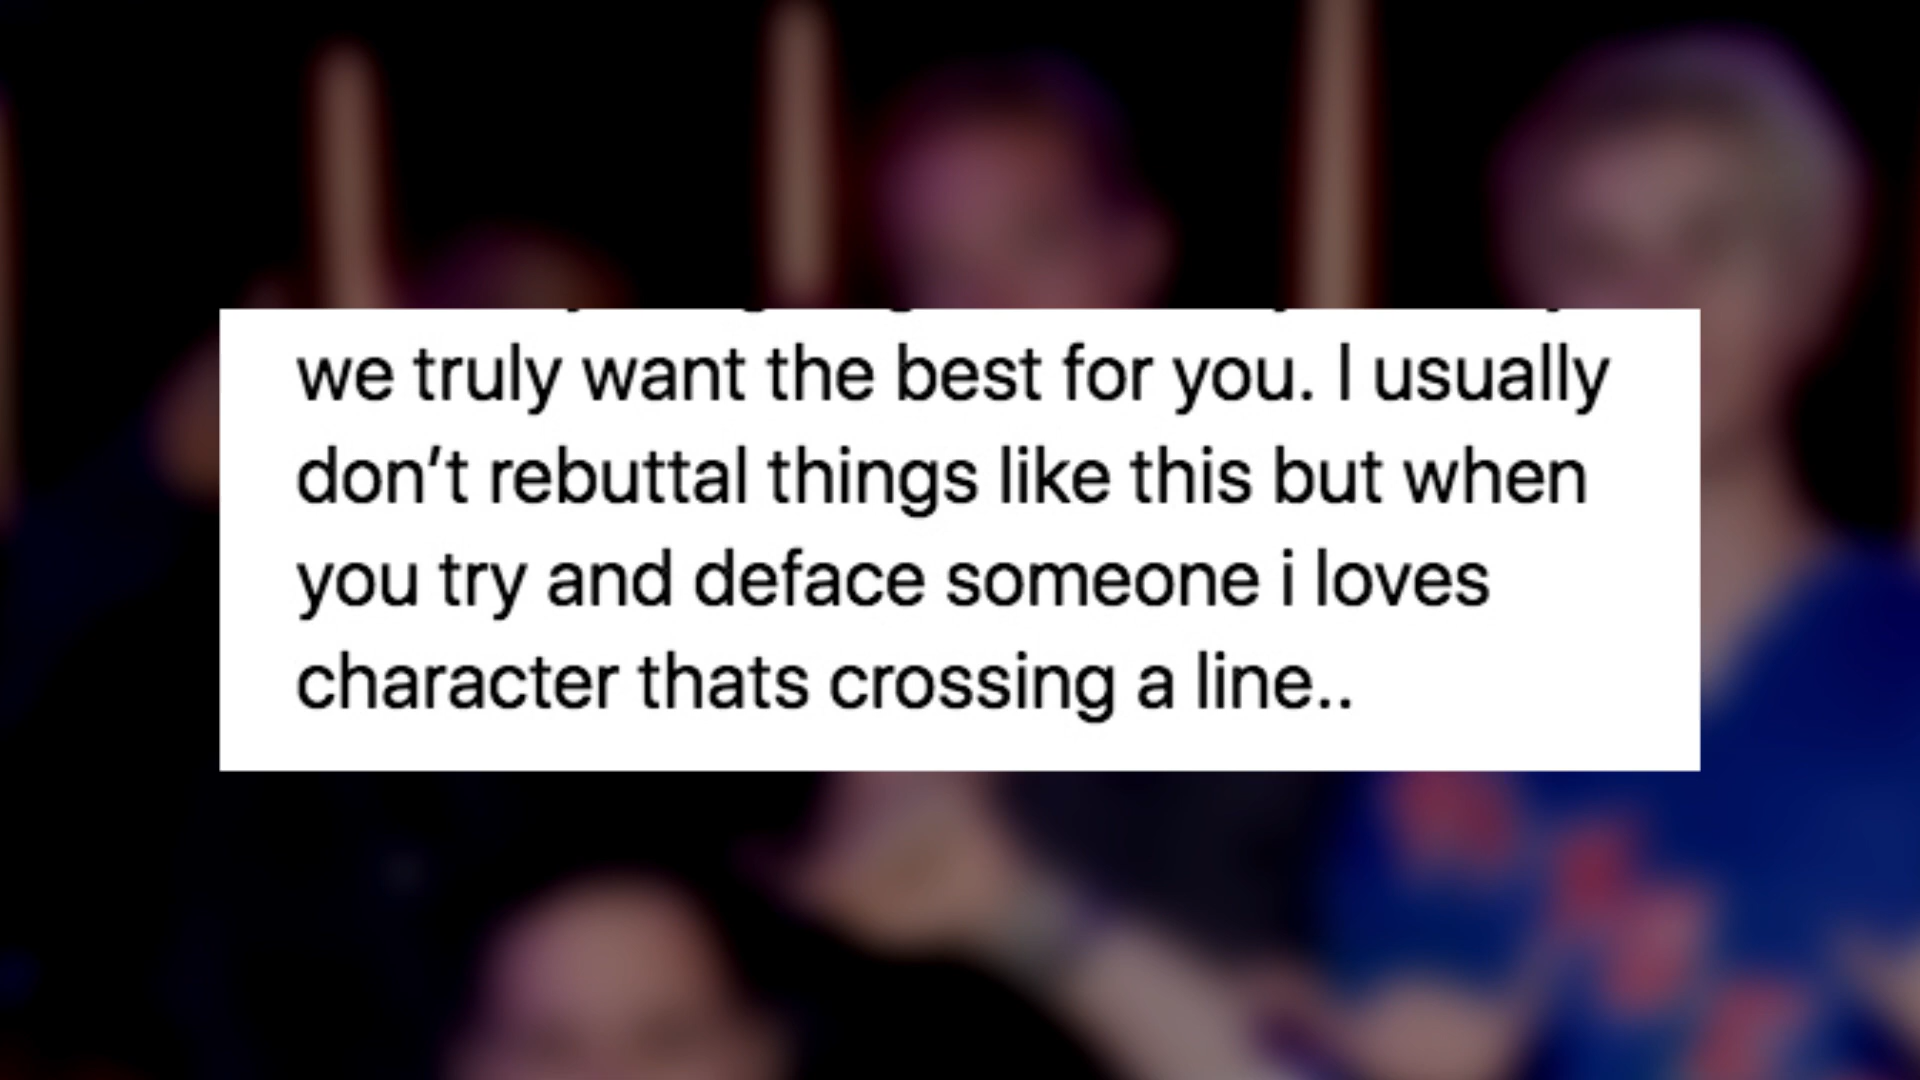 we truly want the best for you. I usually
don't rebuttal things like this but when
you try and deface someone i loves
character thats crossing a line..